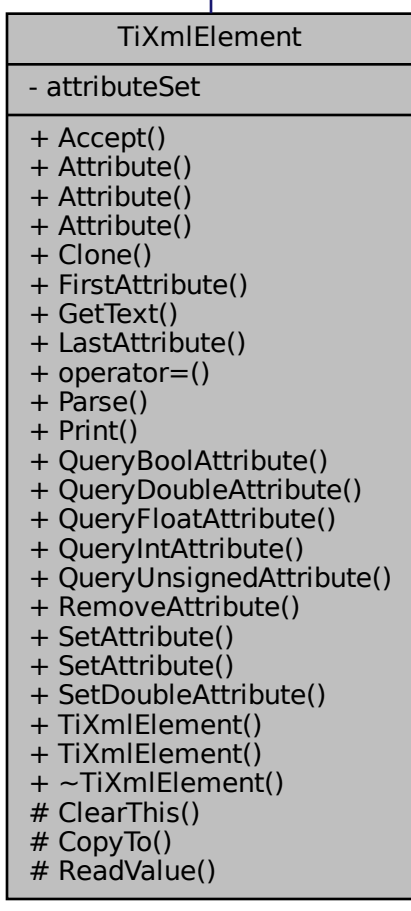 TiXmlElement
- attributeSet
+ Accept()
+ Attribute()
+ Attribute()
+ Attribute()
+ Clone()
+ FirstAttribute()
+ GetText()
+ LastAttribute()
+ operator=()
+ Parse()
+ Print()
+ QueryBoolAttribute()
+ QueryDoubleAttribute()
+ QueryFloatAttribute()
+ QueryIntAttribute()
+ QueryUnsignedAttribute()
+ RemoveAttribute()
+ SetAttribute()
+ SetAttribute()
+ SetDoubleAttribute()
+ TiXmlElement()
+ TiXmlElement()
+ ~TiXmlElement()
# ClearThis()
# CopyTo()
# ReadValue()